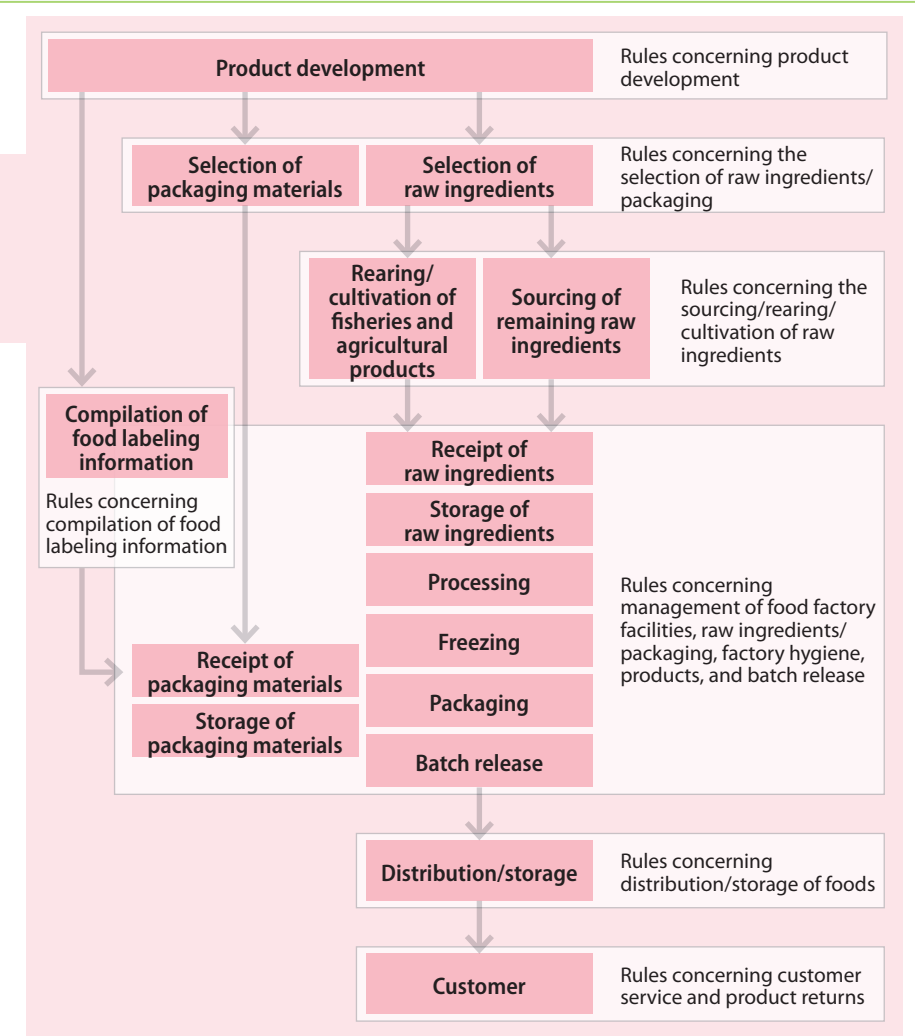 Product development
Rules concerning product
development
Selection of
packaging materials
Selection of
raw ingredients
Rules concerning the
selection of raw ingredients/
packaging
Rearing/
cultivation of
fisheries and
agricultural
products
Sourcing of
remaining raw
ingredients
Rules concerning the
sourcing/rearing/
cultivation of raw
ingredients
Compilation of
food labeling
information
Rules concerning
compilation of food
labeling information
Receipt of
raw ingredients
Storage of
raw ingredients
Processing
Freezing
Packaging
Batch release
Receipt of
packaging materials
Storage of
packaging materials
Rules concerning
management of food factory
facilities, raw ingredients/
packaging, factory hygiene,
products, and batch release
Distribution/storage
Rules concerning
distribution/storage of foods
Customer
Rules concerning customer
service and product returns